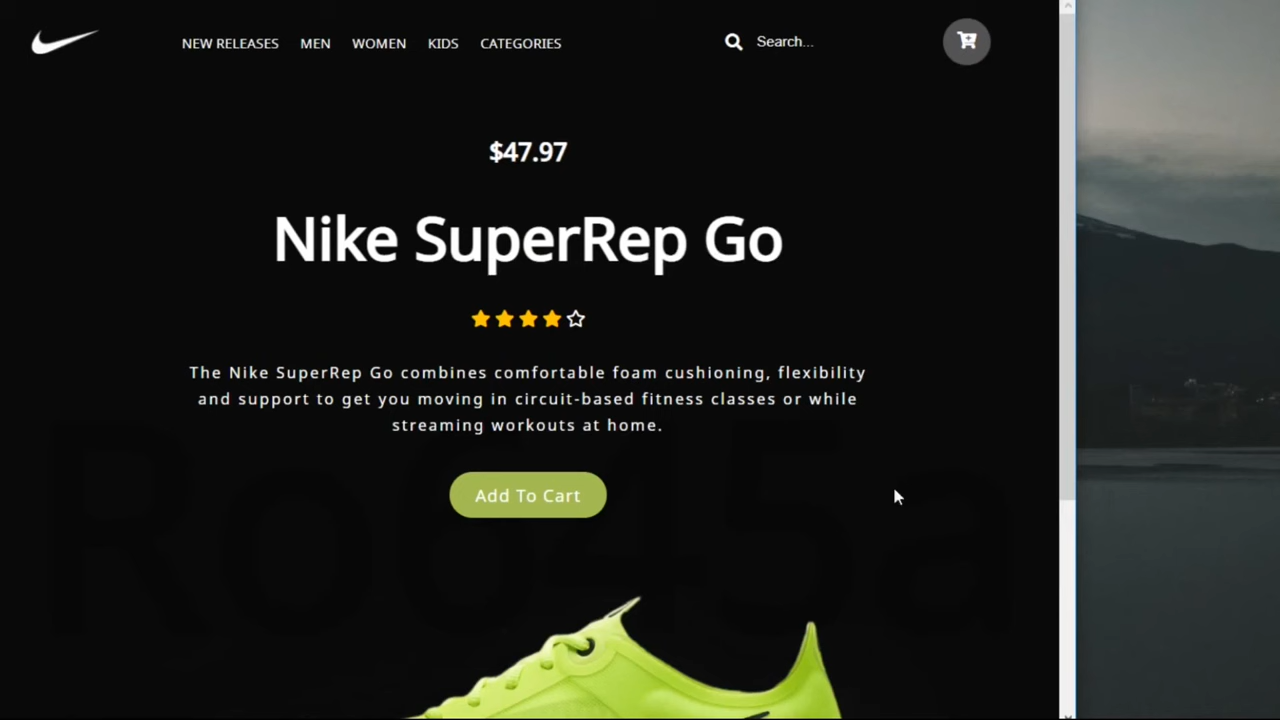 NEW RELEASES MEN WOMEN KIDS CATEGORIES Search...
$47.97
Nike SuperRep Go
The Nike SuperRep Go combines comfortable foam cushioning, flexibility
and support to get you moving in circuit-based fitness classes or while
streaming workouts at home.
Add To Cart
Ro645a